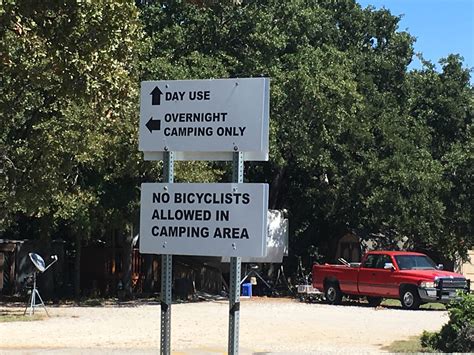 DAY USE
OVERNIGHT
CAMPING ONLY
NO BICYCLISTS
ALLOWED IN
CAMPING AREA